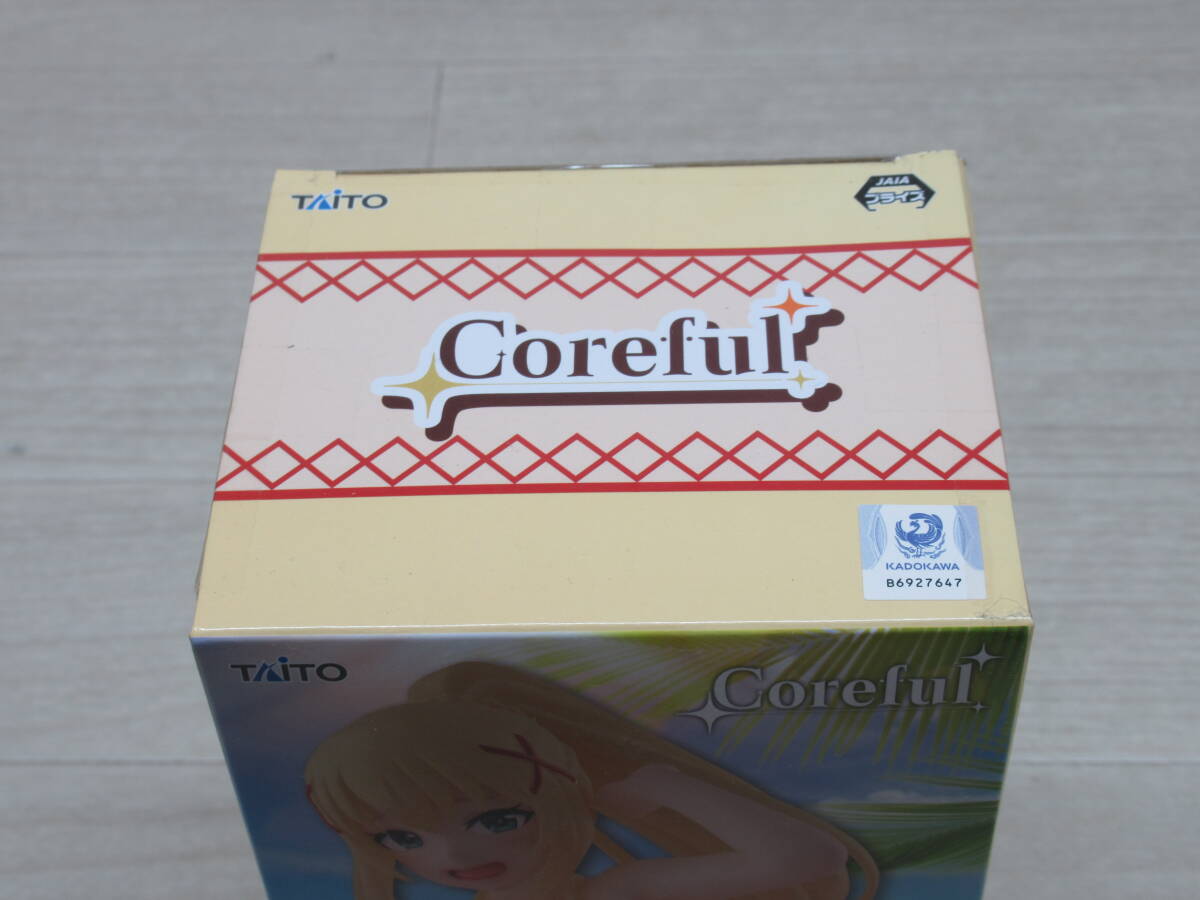 TAiTO
JAIA
プライズ
Coreful
KADOKAWA
B6927647
TAiTO
Coreful